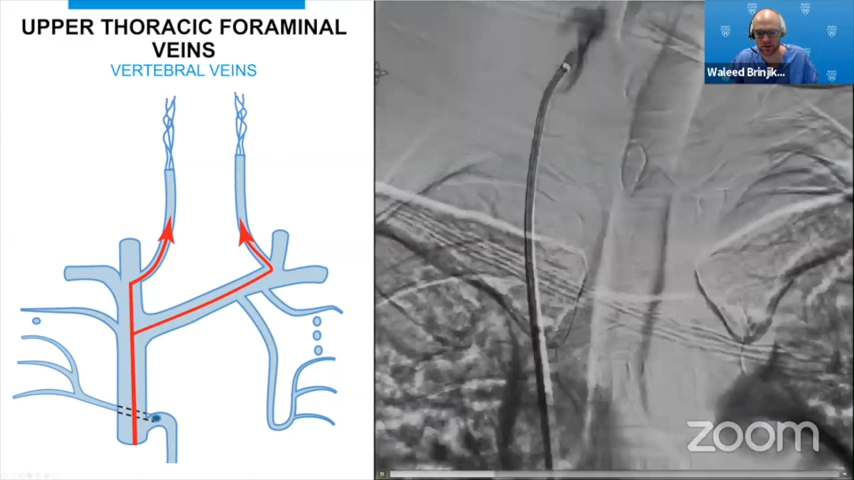 UPPER THORACIC FORAMINAL
VEINS
VERTEBRAL VEINS
Waleed Brinjik...
zoom